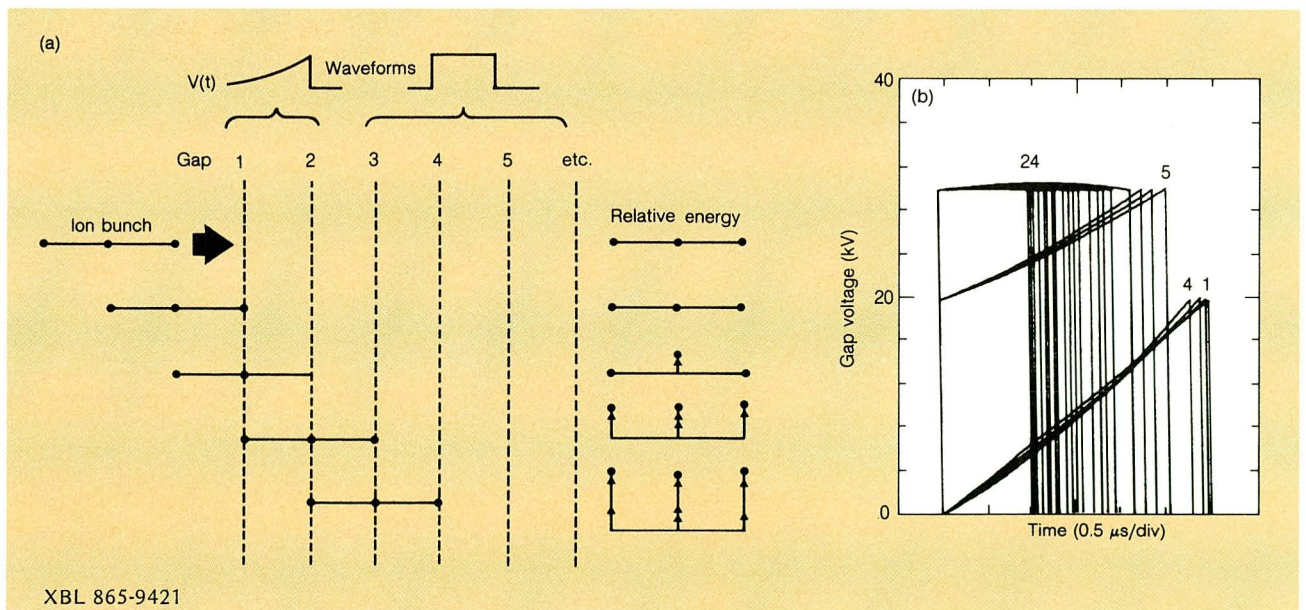 (a)
V(t)
Waveforms
Gap 1 2 3 4 5 etc.
Ion bunch
Relative energy
(b)
40
20
.0
24
5
4 1
Gap voltage (kV)
Time (0.5 μs/div)
XBL 865-9421